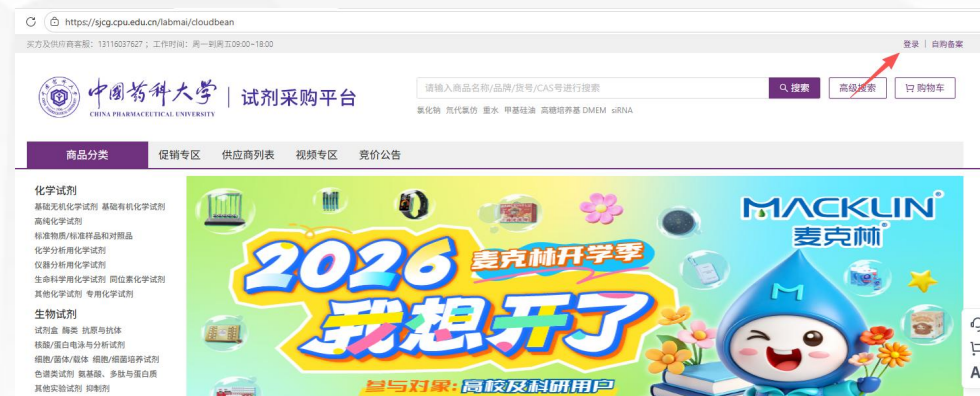 https://sjcg.cpu.edu.cn/labmai/cloudbean
买方及供应商客服：13116037627 ；工作时间：周一到周五09:00-18:00
登录 | 自购备案
中国药科大学 | 试剂采购平台
CHINA PHARMACEUTICAL UNIVERSITY
请输入商品名称/品牌/货号/CAS号进行搜索
搜索
高级搜索
购物车
氯化钠 氘代氯仿 重水 甲基硅油 高糖培养基 DMEM siRNA
商品分类 促销专区 供应商列表 视频专区 竞价公告
化学试剂
基础无机化学试剂 基础有机化学试剂
高纯化学试剂
标准物质/标准样品和对照品
化学分析用化学试剂
仪器分析用化学试剂
生命科学用化学试剂 同位素化学试剂
其他化学试剂 专用化学试剂
生物试剂
试剂盒 酶类 抗原与抗体
核酸/蛋白电泳与分析试剂
细胞/菌体/载体 细胞/细菌培养试剂
色谱类试剂 氨基酸、多肽与蛋白质
其他实验试剂 抑制剂
MACKLIN
麦克林
2026 麦克林开学季
我想开了
参与对象：高校及科研用户
M